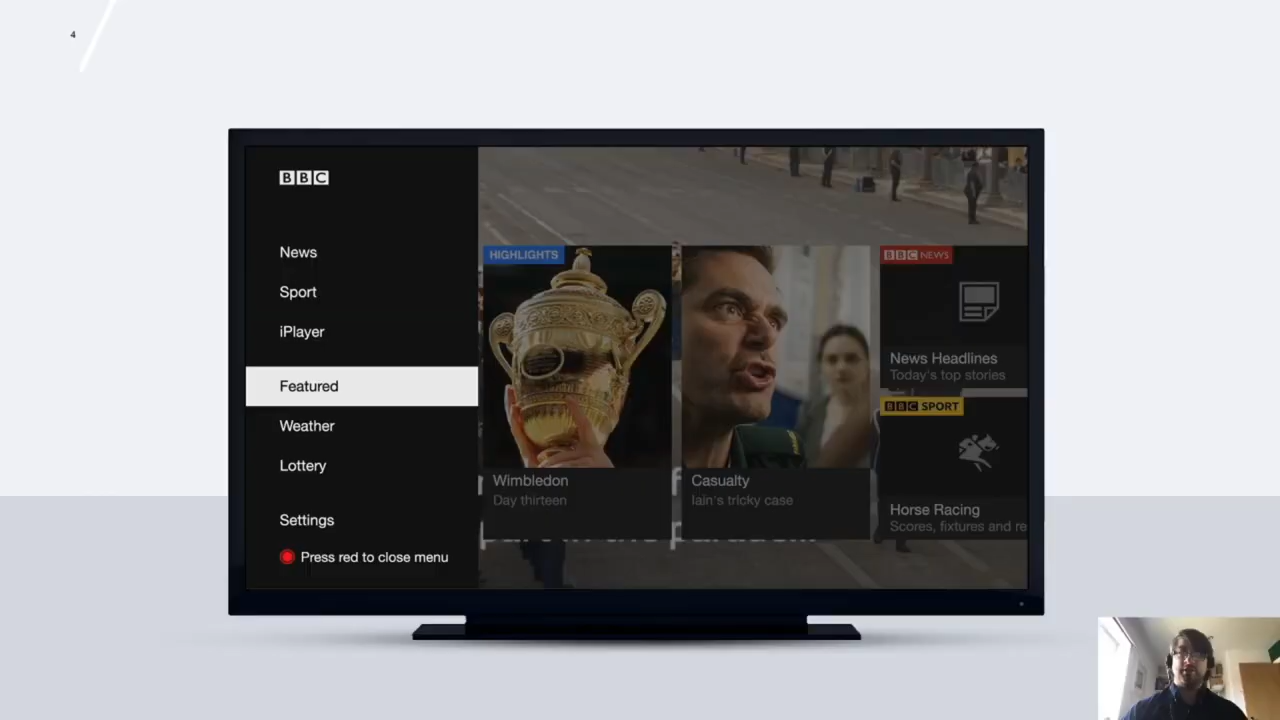 4
BBC
News
Sport
iPlayer
Featured
Weather
Lottery
Settings
Press red to close menu
HIGHLIGHTS
Wimbledon
Day thirteen
Casualty
Iain's tricky case
BBC NEWS
News Headlines
Today's top stories
BBC SPORT
Horse Racing
Scores, fixtures and re